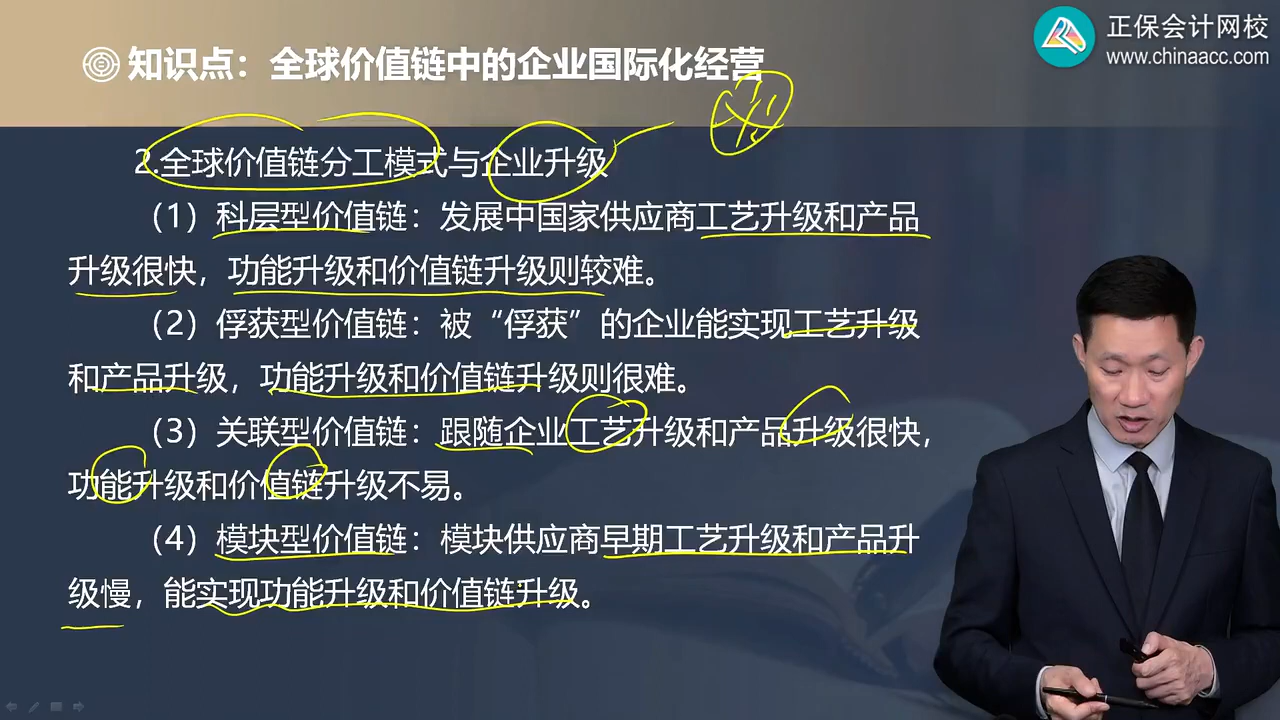 知识点：全球价值链中的企业国际化经营
正保会计网校
www.chinaacc.com
2.全球价值链分工模式与企业升级
（1）科层型价值链：发展中国家供应商工艺升级和产品
升级很快，功能升级和价值链升级则较难。
（2）俘获型价值链：被“俘获”的企业能实现工艺升级
和产品升级，功能升级和价值链升级则很难。
（3）关联型价值链：跟随企业工艺升级和产品升级很快，
功能升级和价值链升级不易。
（4）模块型价值链：模块供应商早期工艺升级和产品升
级慢，能实现功能升级和价值链升级。